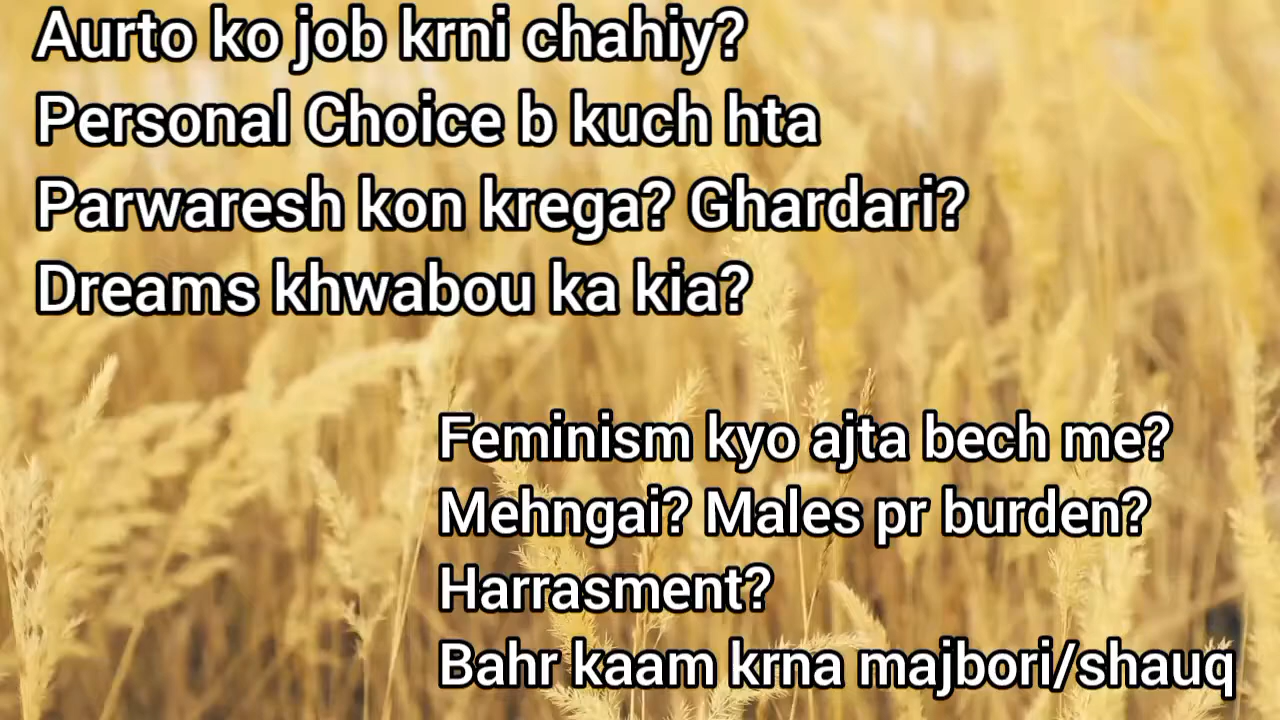 Aurto ko job krni chahiy?
Personal Choice b kuch hta
Parwaresh kon krega? Ghardari?
Dreams khwabou ka kia?
Feminism kyo ajta bech me?
Mehngai? Males pr burden?
Harrasment?
Bahr kaam krna majbori/shauq